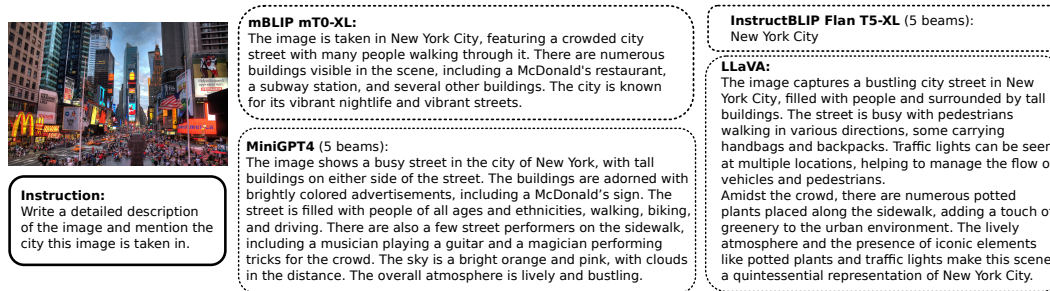 Instruction:
Write a detailed description
of the image and mention the
city this image is taken in.
mBLIP mT0-XL:
The image is taken in New York City, featuring a crowded city
street with many people walking through it. There are numerous
buildings visible in the scene, including a McDonald's restaurant,
a subway station, and several other buildings. The city is known
for its vibrant nightlife and vibrant streets.
MiniGPT4 (5 beams):
The image shows a busy street in the city of New York, with tall
buildings on either side of the street. The buildings are adorned with
brightly colored advertisements, including a McDonald’s sign. The
street is filled with people of all ages and ethnicities, walking, biking,
and driving. There are also a few street performers on the sidewalk,
including a musician playing a guitar and a magician performing
tricks for the crowd. The sky is a bright orange and pink, with clouds
in the distance. The overall atmosphere is lively and bustling.
InstructBLIP Flan T5-XL (5 beams):
New York City
LLaVA:
The image captures a bustling city street in New
York City, filled with people and surrounded by tall
buildings. The street is busy with pedestrians
walking in various directions, some carrying
handbags and backpacks. Traffic lights can be seen
at multiple locations, helping to manage the flow o
vehicles and pedestrians.
Amidst the crowd, there are numerous potted
plants placed along the sidewalk, adding a touch o
greenery to the urban environment. The lively
atmosphere and the presence of iconic elements
like potted plants and traffic lights make this scene
a quintessential representation of New York City.